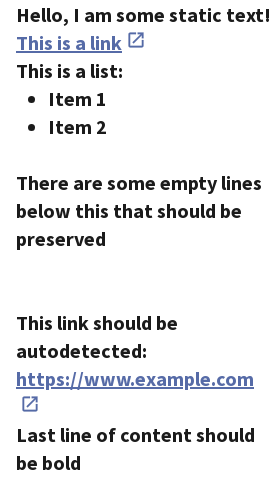 Hello, I am some static text!
This is a link
This is a list:
• Item 1
• Item 2
There are some empty lines
below this that should be
preserved
This link should be
autodetected:
https://www.example.com
Last line of content should
be bold